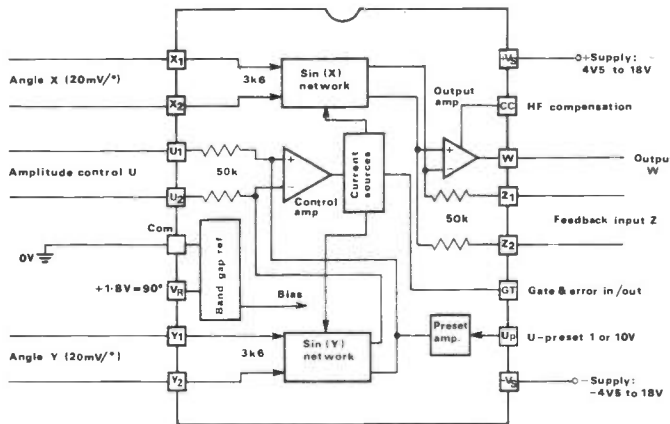 X1
Angle X (20mV/°)
X2
3k6
Sin (X)
network
+VS
+Supply: -
4V5 to 18V
Output
amp
CC
HF compensation
U1
Amplitude control U
U2
50k
+
−
Control
amp
Current
sources
+
−
W
Outpu
W
Z1
50k
Feedback input Z
Z2
Com
0V
Band gap ref
+1·8V=90°
VR
Bias
GT
Gate & error in/out
Y1
Angle Y (20mV/°)
Y2
3k6
Sin (Y)
network
Preset
amp.
UP
U-preset 1 or 10V
-VS
−Supply:
−4V5 to 18V